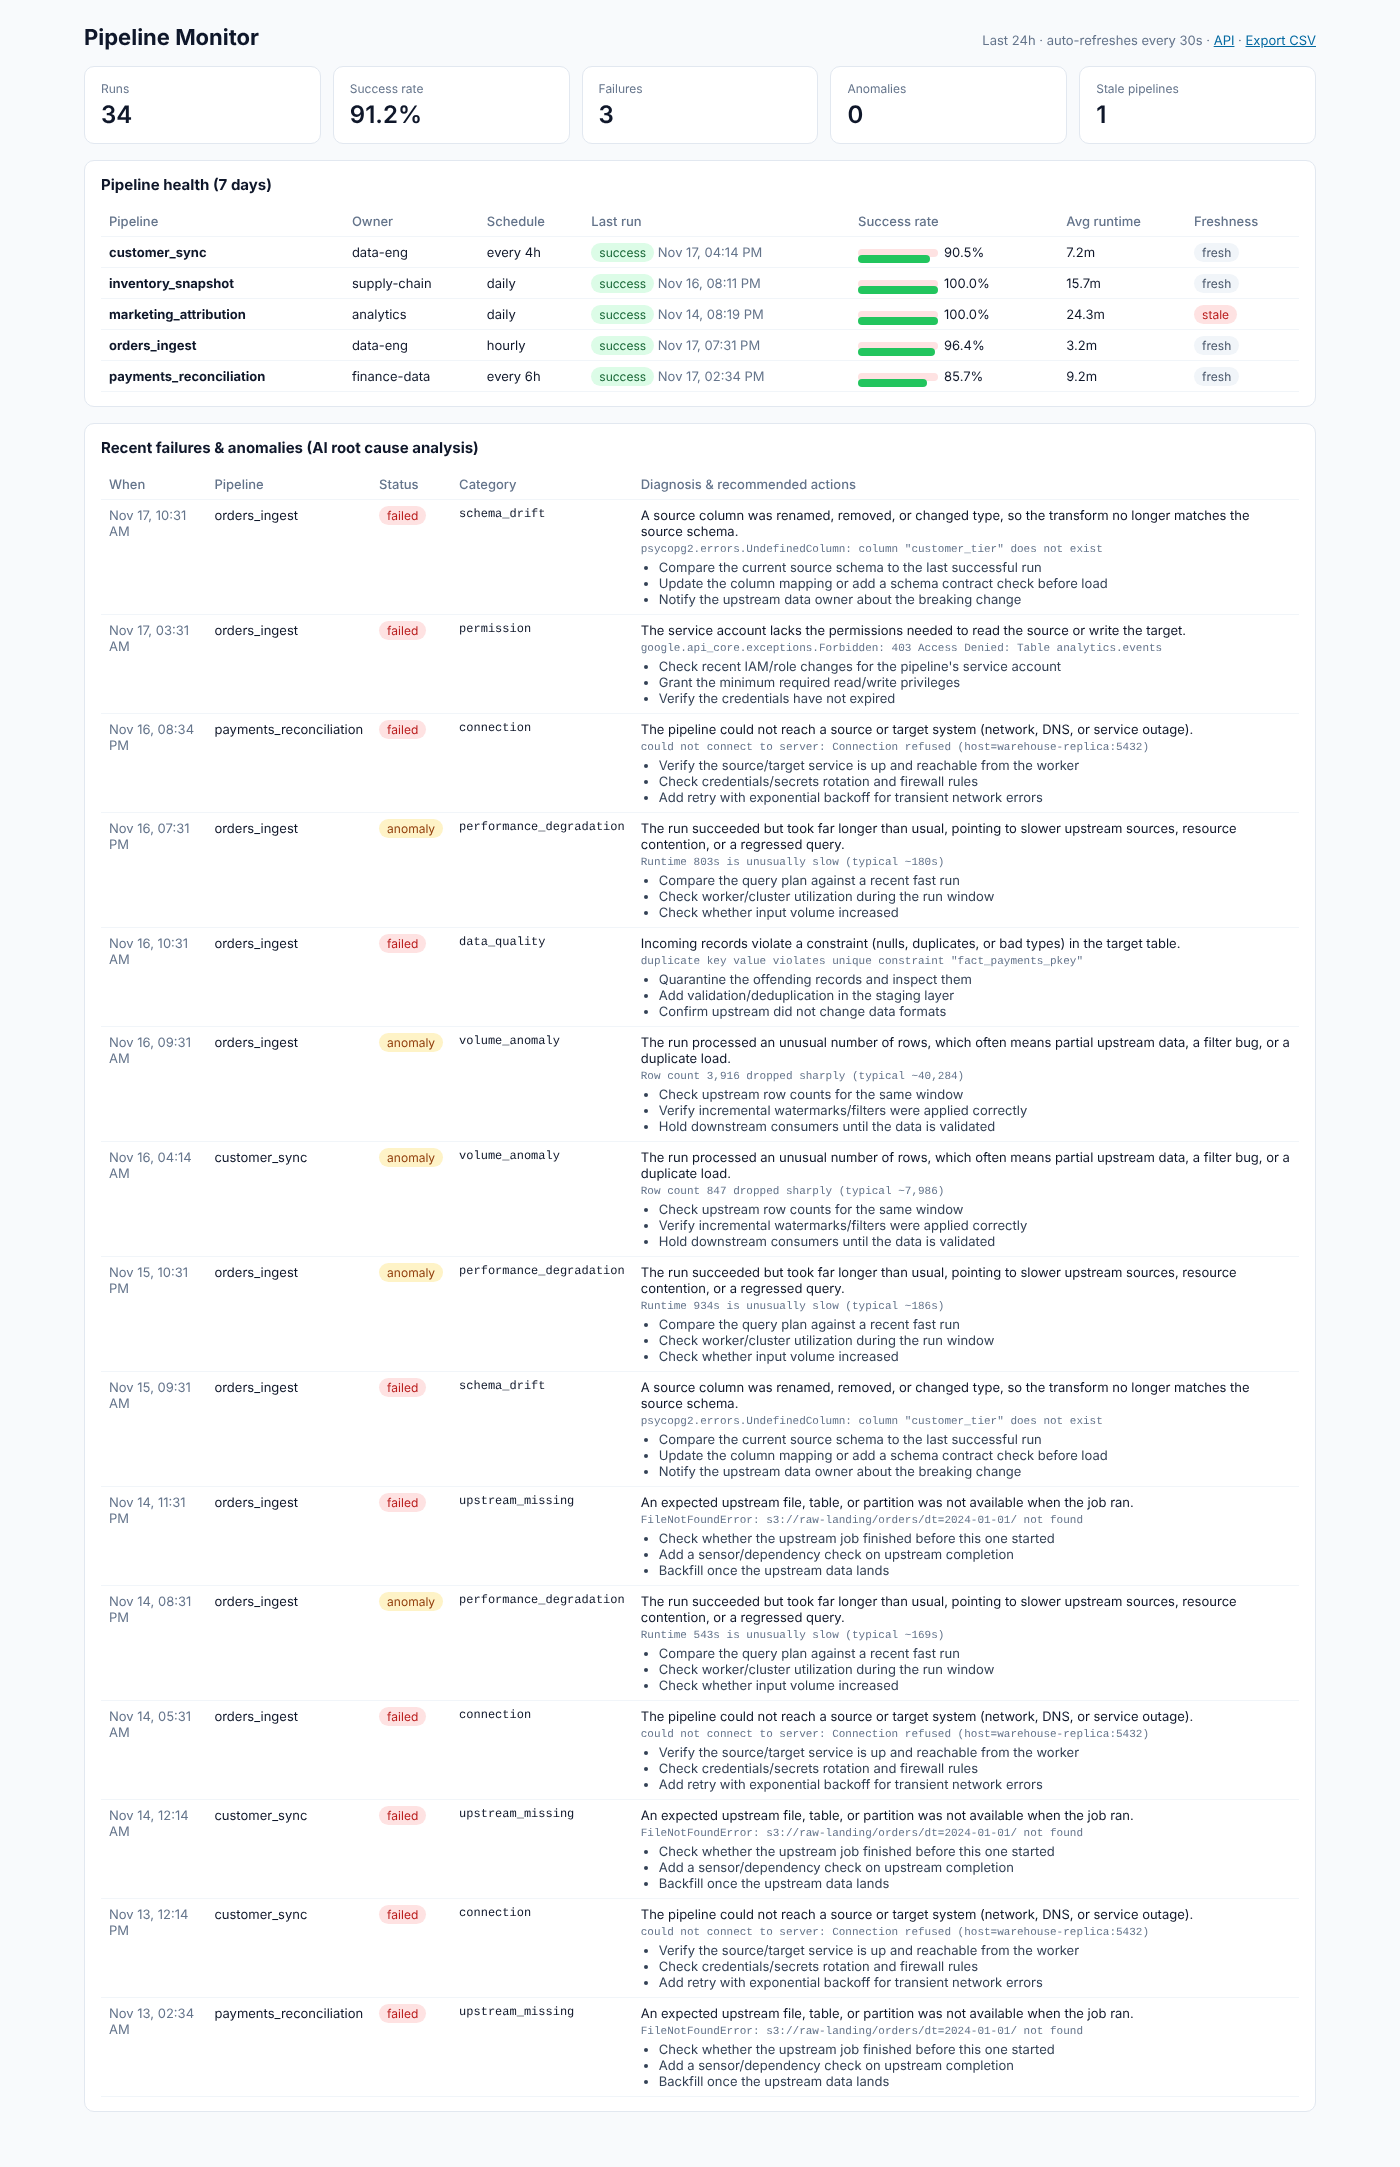 Pipeline Monitor
Last 24h · auto-refreshes every 30s · API · Export CSV
Runs
34
Success rate
91.2%
Failures
3
Anomalies
0
Stale pipelines
1
Pipeline health (7 days)
Pipeline Owner Schedule Last run Success rate Avg runtime Freshness
customer_sync data-eng every 4h success Nov 17, 04:14 PM 90.5% 7.2m fresh
inventory_snapshot supply-chain daily success Nov 16, 08:11 PM 100.0% 15.7m fresh
marketing_attribution analytics daily success Nov 14, 08:19 PM 100.0% 24.3m stale
orders_ingest data-eng hourly success Nov 17, 07:31 PM 96.4% 3.2m fresh
payments_reconciliation finance-data every 6h success Nov 17, 02:34 PM 85.7% 9.2m fresh
Recent failures & anomalies (AI root cause analysis)
When Pipeline Status Category Diagnosis & recommended actions
Nov 17, 10:31 AM orders_ingest failed schema_drift A source column was renamed, removed, or changed type, so the transform no longer matches the
source schema.
psycopg2.errors.UndefinedColumn: column "customer_tier" does not exist
• Compare the current source schema to the last successful run
• Update the column mapping or add a schema contract check before load
• Notify the upstream data owner about the breaking change
Nov 17, 03:31 AM orders_ingest failed permission The service account lacks the permissions needed to read the source or write the target.
google.api_core.exceptions.Forbidden: 403 Access Denied: Table analytics.events
• Check recent IAM/role changes for the pipeline's service account
• Grant the minimum required read/write privileges
• Verify the credentials have not expired
Nov 16, 08:34 PM payments_reconciliation failed connection The pipeline could not reach a source or target system (network, DNS, or service outage).
could not connect to server: Connection refused (host=warehouse-replica:5432)
• Verify the source/target service is up and reachable from the worker
• Check credentials/secrets rotation and firewall rules
• Add retry with exponential backoff for transient network errors
Nov 16, 07:31 PM orders_ingest anomaly performance_degradation The run succeeded but took far longer than usual, pointing to slower upstream sources, resource
contention, or a regressed query.
Runtime 803s is unusually slow (typical ~180s)
• Compare the query plan against a recent fast run
• Check worker/cluster utilization during the run window
• Check whether input volume increased
Nov 16, 10:31 AM orders_ingest failed data_quality Incoming records violate a constraint (nulls, duplicates, or bad types) in the target table.
duplicate key value violates unique constraint "fact_payments_pkey"
• Quarantine the offending records and inspect them
• Add validation/deduplication in the staging layer
• Confirm upstream did not change data formats
Nov 16, 09:31 AM orders_ingest anomaly volume_anomaly The run processed an unusual number of rows, which often means partial upstream data, a filter bug, or a
duplicate load.
Row count 3,916 dropped sharply (typical ~40,284)
• Check upstream row counts for the same window
• Verify incremental watermarks/filters were applied correctly
• Hold downstream consumers until the data is validated
Nov 16, 04:14 AM customer_sync anomaly volume_anomaly The run processed an unusual number of rows, which often means partial upstream data, a filter bug, or a
duplicate load.
Row count 847 dropped sharply (typical ~7,986)
• Check upstream row counts for the same window
• Verify incremental watermarks/filters were applied correctly
• Hold downstream consumers until the data is validated
Nov 15, 10:31 PM orders_ingest anomaly performance_degradation The run succeeded but took far longer than usual, pointing to slower upstream sources, resource
contention, or a regressed query.
Runtime 934s is unusually slow (typical ~186s)
• Compare the query plan against a recent fast run
• Check worker/cluster utilization during the run window
• Check whether input volume increased
Nov 15, 09:31 AM orders_ingest failed schema_drift A source column was renamed, removed, or changed type, so the transform no longer matches the
source schema.
psycopg2.errors.UndefinedColumn: column "customer_tier" does not exist
• Compare the current source schema to the last successful run
• Update the column mapping or add a schema contract check before load
• Notify the upstream data owner about the breaking change
Nov 14, 11:31 PM orders_ingest failed upstream_missing An expected upstream file, table, or partition was not available when the job ran.
FileNotFoundError: s3://raw-landing/orders/dt=2024-01-01/ not found
• Check whether the upstream job finished before this one started
• Add a sensor/dependency check on upstream completion
• Backfill once the upstream data lands
Nov 14, 08:31 PM orders_ingest anomaly performance_degradation The run succeeded but took far longer than usual, pointing to slower upstream sources, resource
contention, or a regressed query.
Runtime 543s is unusually slow (typical ~169s)
• Compare the query plan against a recent fast run
• Check worker/cluster utilization during the run window
• Check whether input volume increased
Nov 14, 05:31 AM orders_ingest failed connection The pipeline could not reach a source or target system (network, DNS, or service outage).
could not connect to server: Connection refused (host=warehouse-replica:5432)
• Verify the source/target service is up and reachable from the worker
• Check credentials/secrets rotation and firewall rules
• Add retry with exponential backoff for transient network errors
Nov 14, 12:14 AM customer_sync failed upstream_missing An expected upstream file, table, or partition was not available when the job ran.
FileNotFoundError: s3://raw-landing/orders/dt=2024-01-01/ not found
• Check whether the upstream job finished before this one started
• Add a sensor/dependency check on upstream completion
• Backfill once the upstream data lands
Nov 13, 12:14 PM customer_sync failed connection The pipeline could not reach a source or target system (network, DNS, or service outage).
could not connect to server: Connection refused (host=warehouse-replica:5432)
• Verify the source/target service is up and reachable from the worker
• Check credentials/secrets rotation and firewall rules
• Add retry with exponential backoff for transient network errors
Nov 13, 02:34 AM payments_reconciliation failed upstream_missing An expected upstream file, table, or partition was not available when the job ran.
FileNotFoundError: s3://raw-landing/orders/dt=2024-01-01/ not found
• Check whether the upstream job finished before this one started
• Add a sensor/dependency check on upstream completion
• Backfill once the upstream data lands